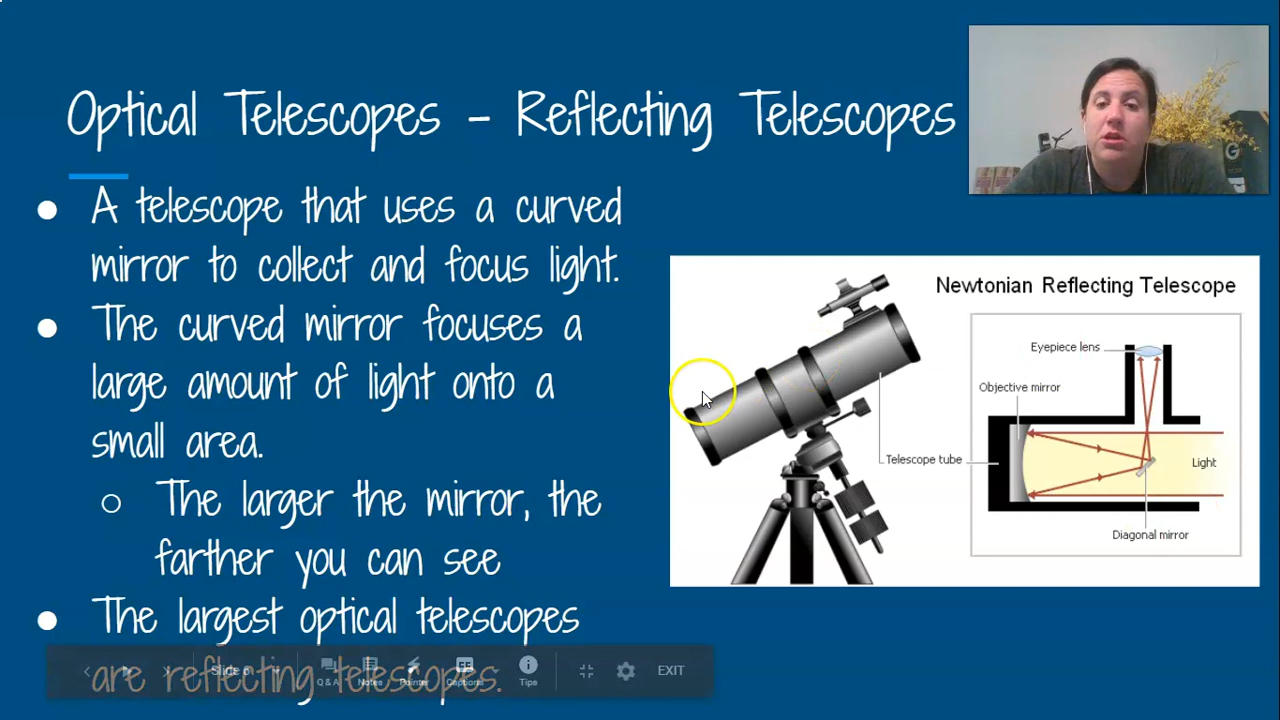 Optical Telescopes - Reflecting Telescopes
● A telescope that uses a curved
mirror to collect and focus light.
● The curved mirror focuses a
large amount of light onto a
small area.
○ The larger the mirror, the
farther you can see
● The largest optical telescopes
are reflecting telescopes.
Newtonian Reflecting Telescope
Eyepiece lens
Objective mirror
Telescope tube
Light
Diagonal mirror
G
Slide 6
Q&A
Notes
Pointer
Captions
Tips
EXIT